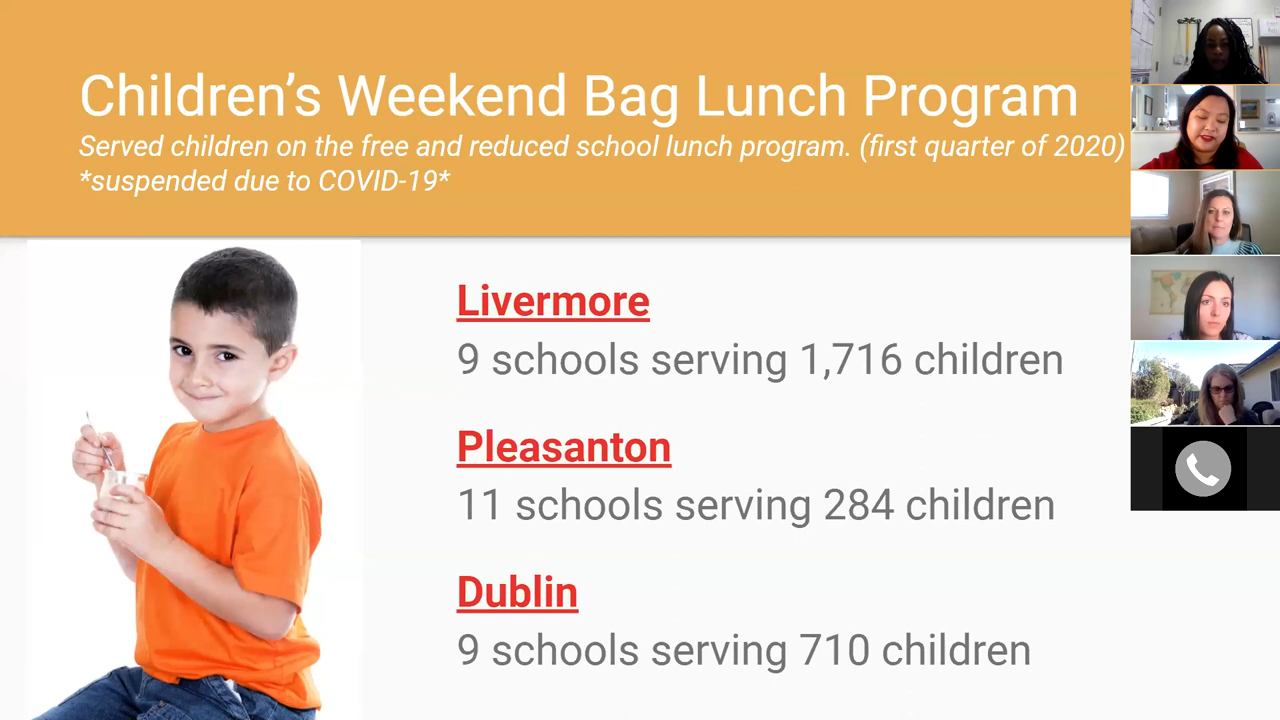 Children's Weekend Bag Lunch Program
Served children on the free and reduced school lunch program. (first quarter of 2020)
*suspended due to COVID-19*
Livermore
9 schools serving 1,716 children
Pleasanton
11 schools serving 284 children
Dublin
9 schools serving 710 children